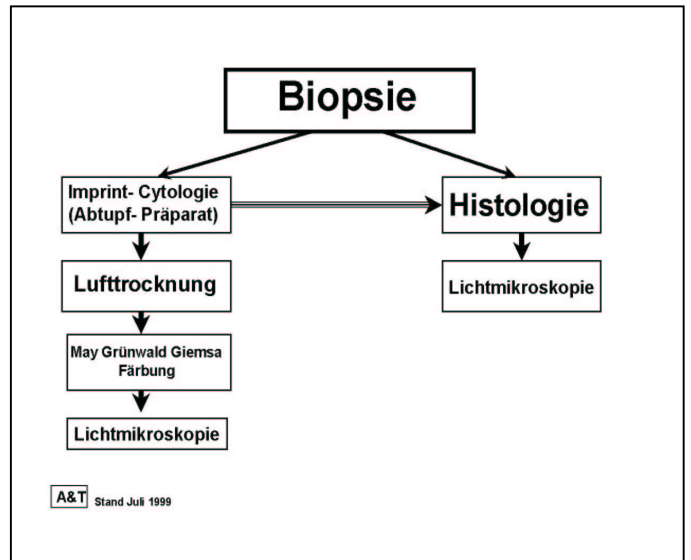 Biopsie
Imprint- Cytologie
(Abtupf- Präparat)
Histologie
Lufttrocknung
Lichtmikroskopie
May Grünwald Giemsa
Färbung
Lichtmikroskopie
A&T Stand Juli 1999